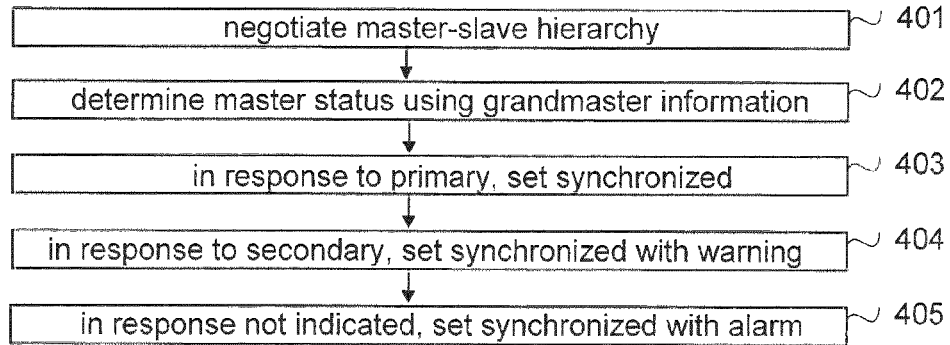 negotiate master-slave hierarchy 401
determine master status using grandmaster information 402
in response to primary, set synchronized 403
in response to secondary, set synchronized with warning 404
in response not indicated, set synchronized with alarm 405